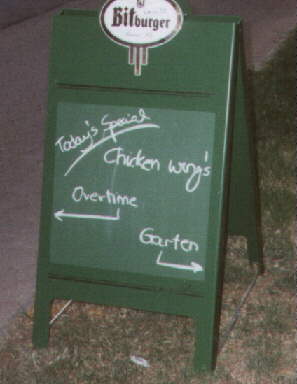 Bitburger
Today's Special
Chicken wing's
Overtime
Garten